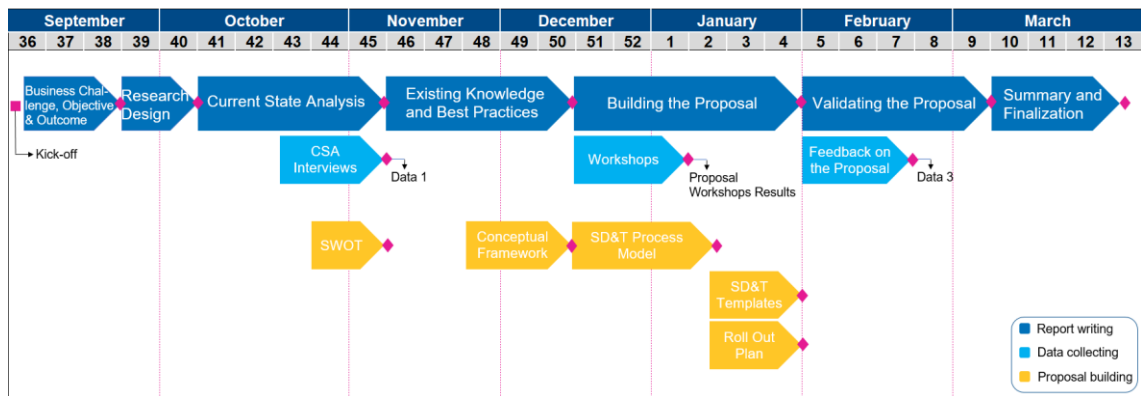 September October November December January February March
36 37 38 39 40 41 42 43 44 45 46 47 48 49 50 51 52 1 2 3 4 5 6 7 8 9 10 11 12 13
Business Chal-
lenge, Objective
& Outcome
Research
Design
Current State Analysis
Existing Knowledge
and Best Practices
Building the Proposal
Validating the Proposal
Summary and
Finalization
Kick-off
CSA
Interviews
Data 1
Workshops
Proposal
Workshops Results
Feedback on
the Proposal
Data 3
SWOT
Conceptual
Framework
SD&T Process
Model
SD&T
Templates
Roll Out
Plan
Report writing
Data collecting
Proposal building